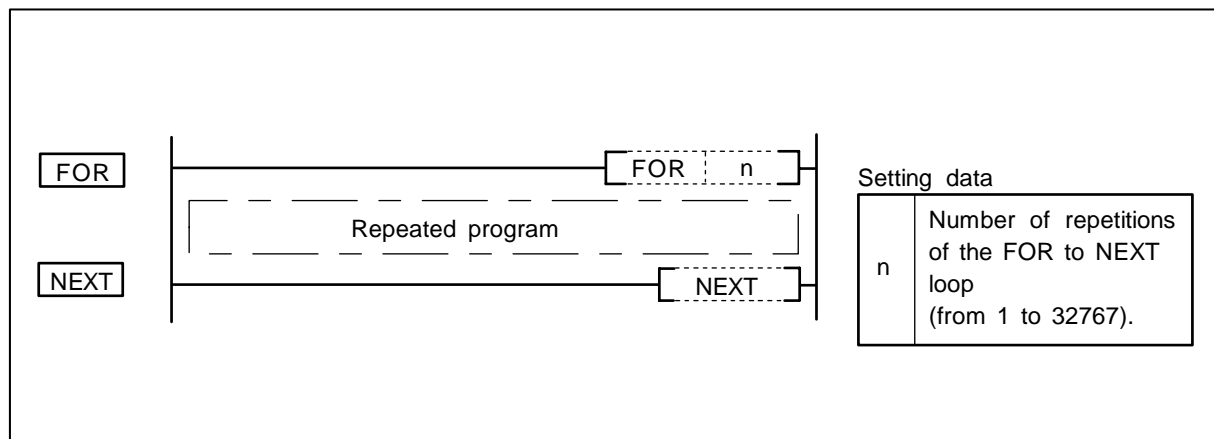 FOR
FOR n
Repeated program
NEXT
NEXT
Setting data
n
Number of repetitions
of the FOR to NEXT
loop
(from 1 to 32767).